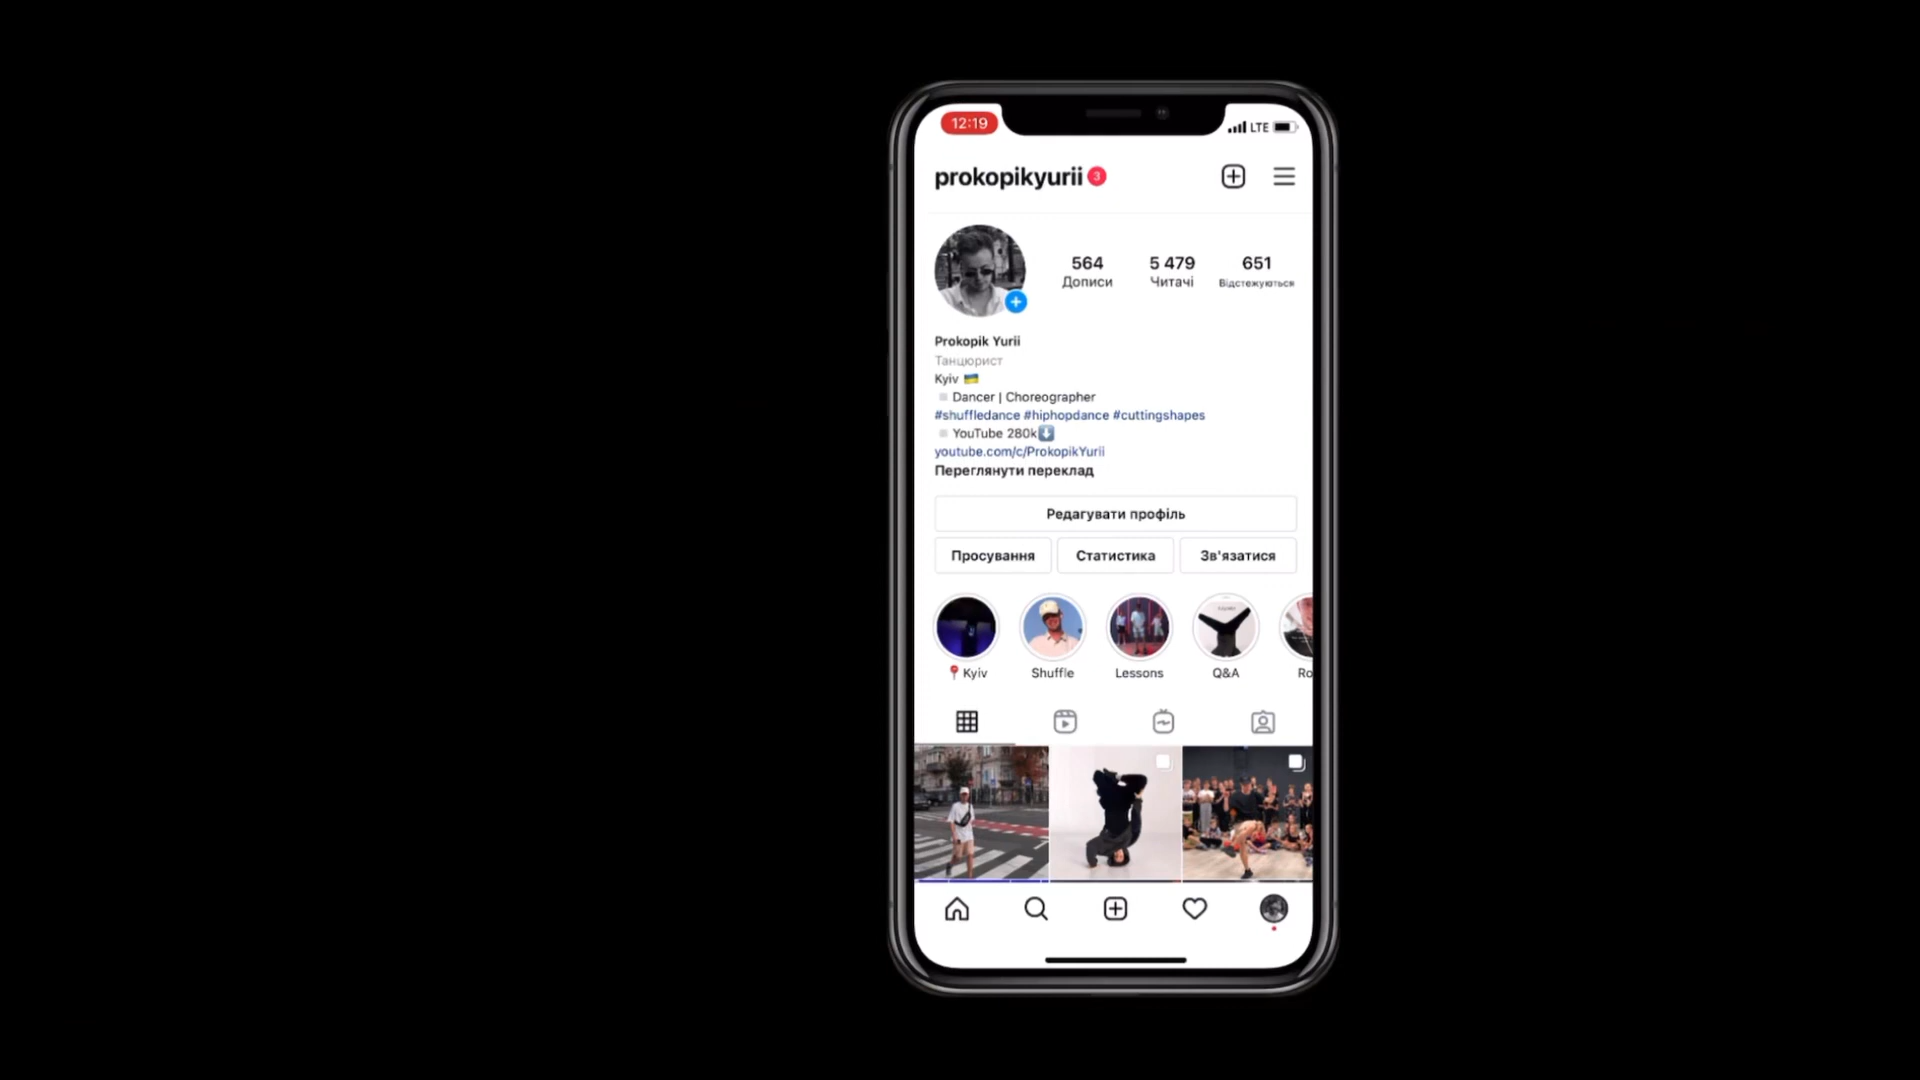 12:19
LTE
prokopikyurii 3
564 5 479 651
Дописи Читачі Відстежуються
Prokopik Yurii
Танцюрист
Kyiv 🇺🇦
▫️Dancer | Choreographer
#shuffledance #hiphopdance #cuttingshapes
▫️YouTube 280k⬇️
youtube.com/c/ProkopikYurii
Переглянути переклад
Редагувати профіль
Просування Статистика Зв'язатися
📍Kyiv Shuffle Lessons Q&A Ro